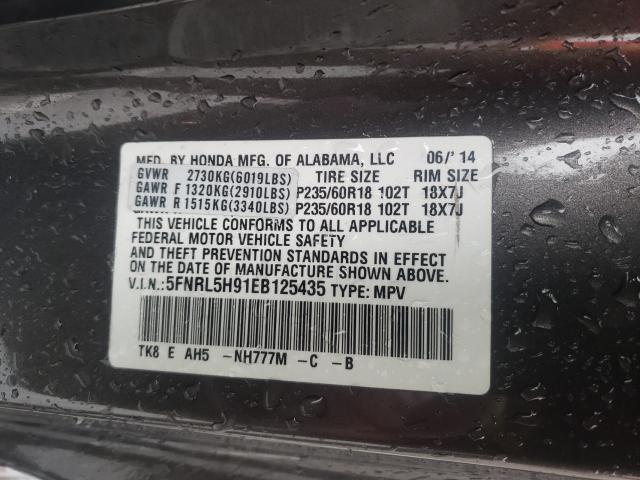 MFD. BY HONDA MFG. OF ALABAMA, LLC 06/'14
GVWR 2730KG(6019LBS) TIRE SIZE RIM SIZE
GAWR F 1320KG(2910LBS) P235/60R18 102T 18X7J
GAWR R 1515KG(3340LBS) P235/60R18 102T 18X7J
THIS VEHICLE CONFORMS TO ALL APPLICABLE
FEDERAL MOTOR VEHICLE SAFETY
AND THEFT PREVENTION STANDARDS IN EFFECT
ON THE DATE OF MANUFACTURE SHOWN ABOVE.
V.I.N.: 5FNRL5H91EB125435 TYPE: MPV
TK8 E AH5 -NH777M -C -B